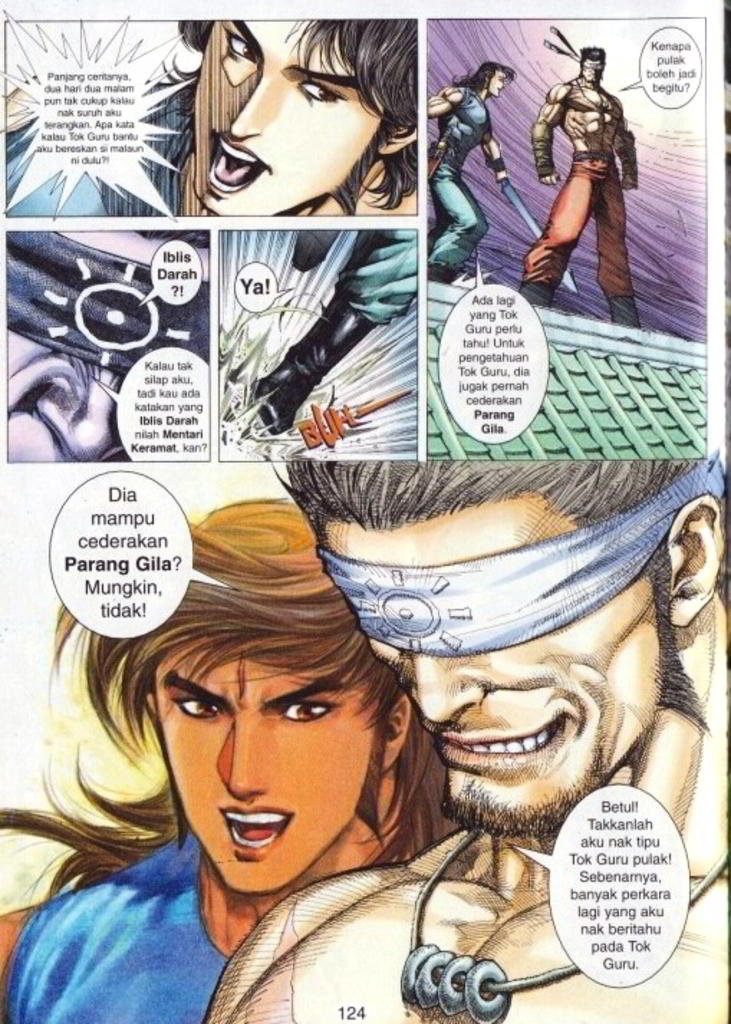 Panjang ceritanya,
dua hari dua malam
pun tak cukup kalau
nak suruh aku
terangkan. Apa kata
kalau Tok Guru bantu
aku bereskan si malaun
ni dulu?!
Kenapa
pulak
boleh jadi
begitu?
Ada lagi
yang Tok
Guru perlu
tahu! Untuk
pengetahuan
Tok Guru, dia
jugak pernah
cederakan
Parang
Gila.
Iblis
Darah
?!
Kalau tak
silap aku,
tadi kau ada
katakan yang
Iblis Darah
nilah Mentari
Keramat, kan?
Ya!
BUK!
Dia
mampu
cederakan
Parang Gila?
Mungkin,
tidak!
Betul!
Takkanlah
aku nak tipu
Tok Guru pulak!
Sebenarnya,
banyak perkara
lagi yang aku
nak beritahu
pada Tok
Guru.
124